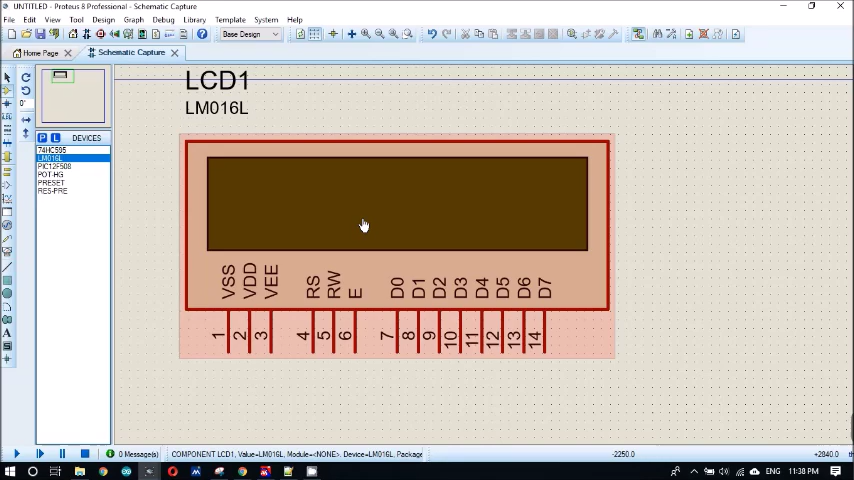 UNTITLED - Proteus 8 Professional - Schematic Capture
File Edit View Tool Design Graph Debug Library Template System Help
Base Design
Home Page Schematic Capture
0°
P L DEVICES
74HC595
LM016L
PIC12F508
POT-HG
PRESET
RES-PRE
LCD1
LM016L
VSS VDD VEE RS RW E D0 D1 D2 D3 D4 D5 D6 D7
1 2 3 4 5 6 7 8 9 10 11 12 13 14
0 Message(s) COMPONENT LCD1, Value=LM016L, Module=<NONE>. Device=LM016L, Packag -2250.0 +2840.0 th
ENG 11:38 PM